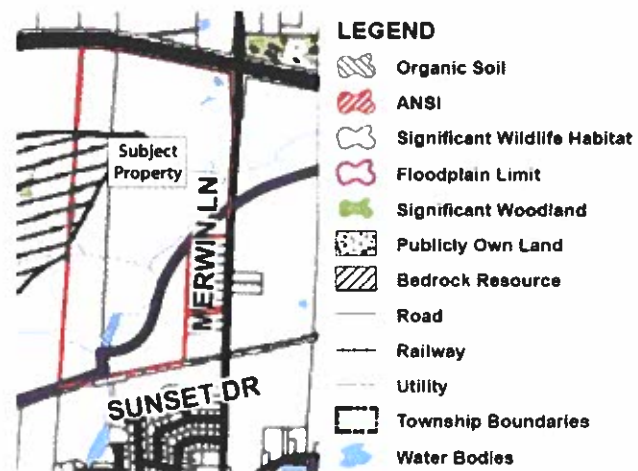 Subject
Property
MERWIN LN
SUNSET DR
LEGEND
Organic Soil
ANSI
Significant Wildlife Habitat
Floodplain Limit
Significant Woodland
Publicly Own Land
Bedrock Resource
Road
Railway
Utility
Township Boundaries
Water Bodies